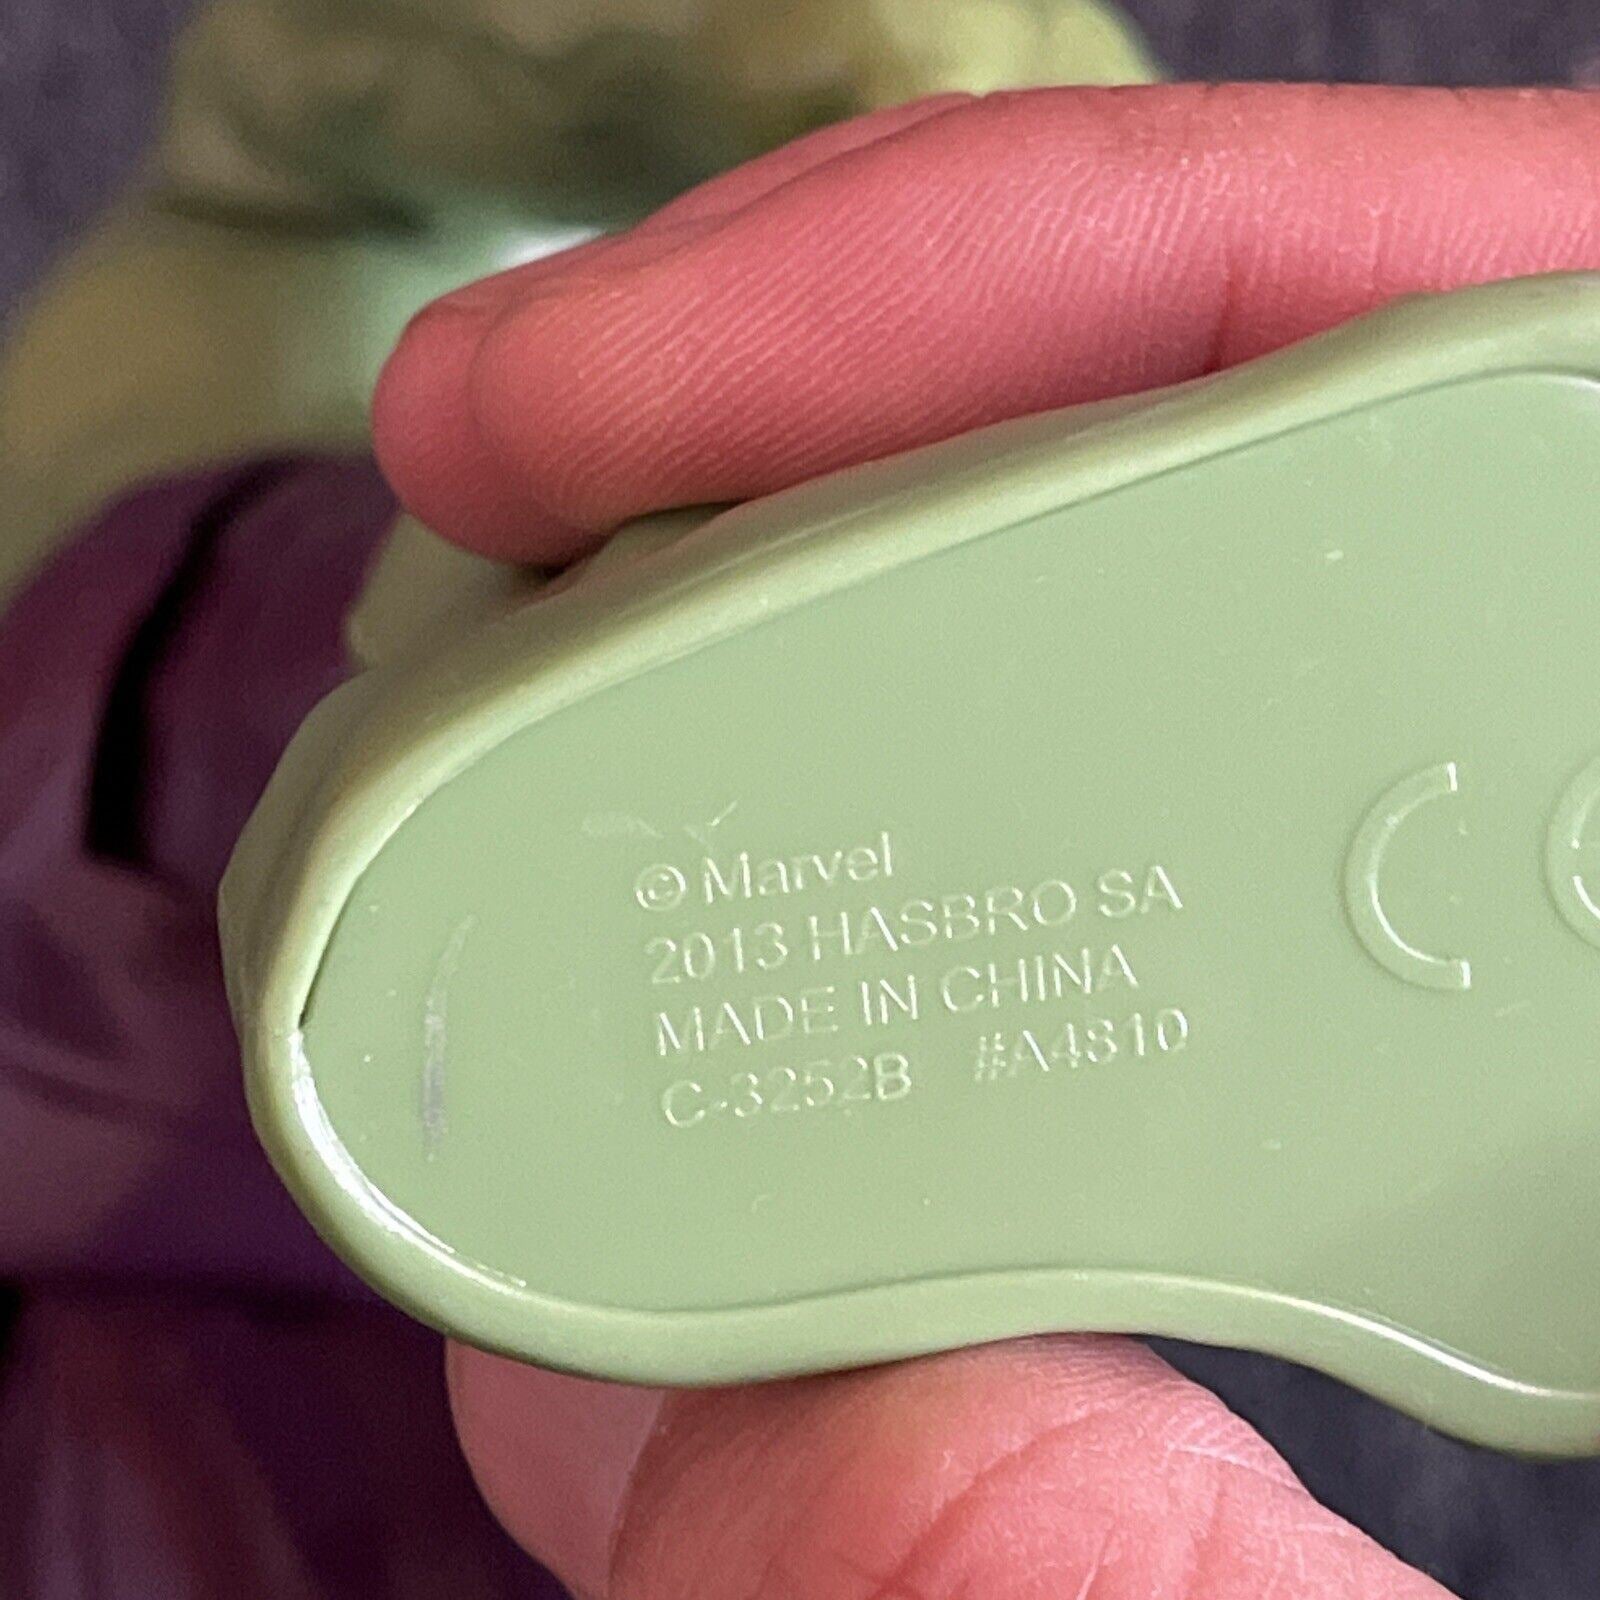 © Marvel
2013 HASBRO SA
MADE IN CHINA
C-3252B #A4810